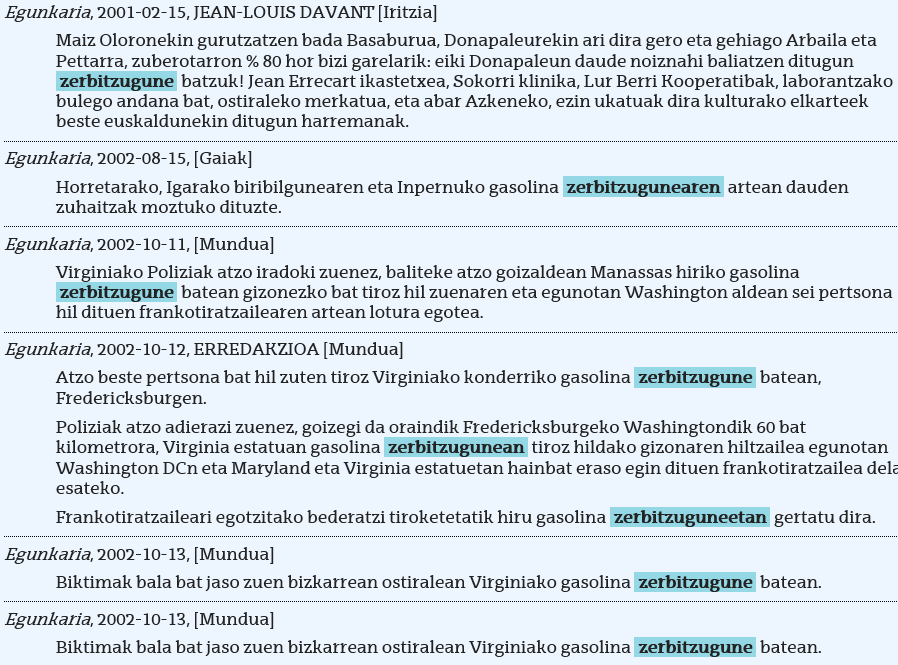 Egunkaria, 2001-02-15, JEAN-LOUIS DAVANT [Iritzia]
Maiz Oloronekin gurutzatzen bada Basaburua, Donapaleurekin ari dira gero eta gehiago Arbaila eta
Pettarra, zuberotarron % 80 hor bizi garelarik: eiki Donapaleun daude noiznahi baliatzen ditugun
zerbitzugune batzuk! Jean Errecart ikastetxea, Sokorri klinika, Lur Berri Kooperatibak, laborantzako
bulego andana bat, ostiraleko merkatua, eta abar Azkeneko, ezin ukatuak dira kulturako elkarteek
beste euskaldunekin ditugun harremanak.
Egunkaria, 2002-08-15, [Gaiak]
Horretarako, Igarako biribilgunearen eta Inpernuko gasolina zerbitzugunearen artean dauden
zuhaitzak moztuko dituzte.
Egunkaria, 2002-10-11, [Mundua]
Virginiako Poliziak atzo iradoki zuenez, baliteke atzo goizaldean Manassas hiriko gasolina
zerbitzugune batean gizonezko bat tiroz hil zuenaren eta egunotan Washington aldean sei pertsona
hil dituen frankotiratzailearen artean lotura egotea.
Egunkaria, 2002-10-12, ERREDAKZIOA [Mundua]
Atzo beste pertsona bat hil zuten tiroz Virginiako konderriko gasolina zerbitzugune batean,
Fredericksburgen.
Poliziak atzo adierazi zuenez, goizegi da oraindik Fredericksburgeko Washingtondik 60 bat
kilometrora, Virginia estatuan gasolina zerbitzugunean tiroz hildako gizonaren hiltzailea egunotan
Washington DCn eta Maryland eta Virginia estatuetan hainbat eraso egin dituen frankotiratzailea dela
esateko.
Frankotiratzaileari egotzitako bederatzi tiroketetatik hiru gasolina zerbitzuguneetan gertatu dira.
Egunkaria, 2002-10-13, [Mundua]
Biktimak bala bat jaso zuen bizkarrean ostiralean Virginiako gasolina zerbitzugune batean.
Egunkaria, 2002-10-13, [Mundua]
Biktimak bala bat jaso zuen bizkarrean ostiralean Virginiako gasolina zerbitzugune batean.